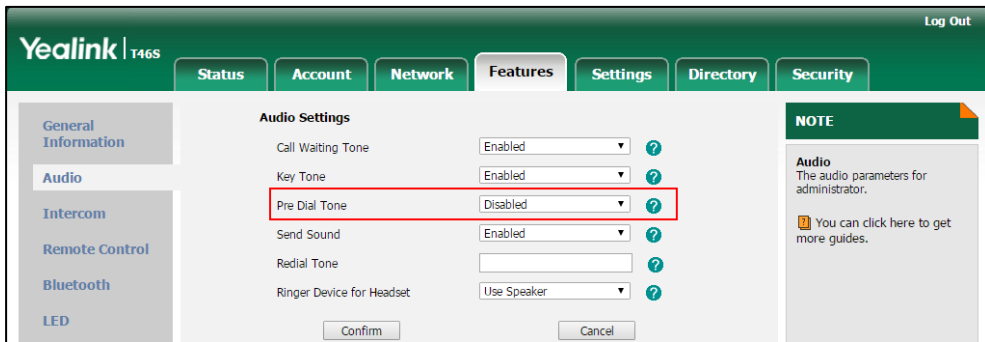 Log Out
Yealink T46S
Status Account Network Features Settings Directory Security
General
Information
Audio
Intercom
Remote Control
Bluetooth
LED
Audio Settings
Call Waiting Tone Enabled ?
Key Tone Enabled ?
Pre Dial Tone Disabled ?
Send Sound Enabled ?
Redial Tone ?
Ringer Device for Headset Use Speaker ?
Confirm Cancel
NOTE
Audio
The audio parameters for
administrator.
? You can click here to get
more guides.